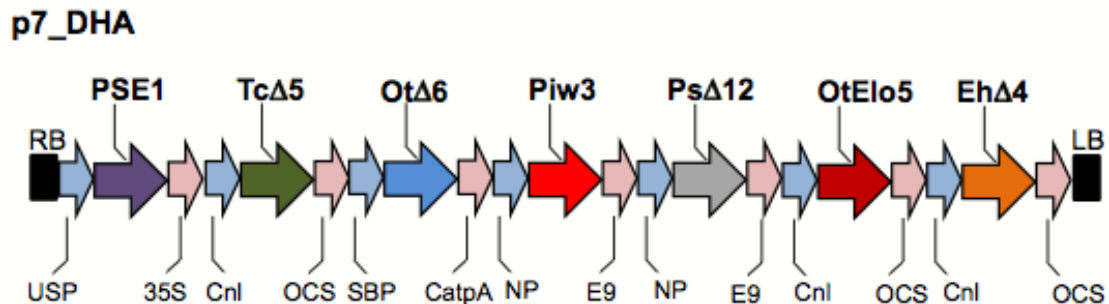 p7_DHA
PSE1 TcΔ5 OtΔ6 Piw3 PsΔ12 OtElo5 EhΔ4
RB LB
USP 35S Cnl OCS SBP CatpA NP E9 NP E9 Cnl OCS Cnl OCS